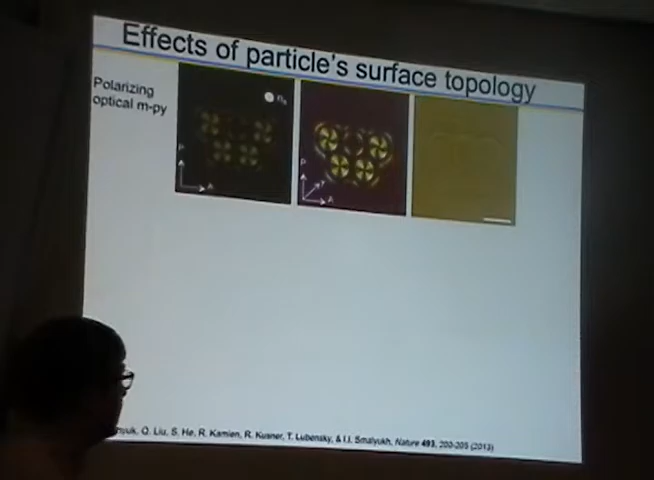 Effects of particle's surface topology
Polarizing
optical m-py
P
A
P
A
Q. Liu, S. He, R. Kamien, R. Kusner, T. Lubensky, & I.I. Smalyukh, Nature 493, 200-205 (2013)